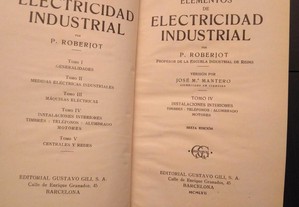 ELECTRICIDAD
INDUSTRIAL
POR
P. ROBERJOT
Tomo I
GENERALIDADES
Tomo II
MEDIDAS ELÉCTRICAS INDUSTRIALES
Tomo III
MÁQUINAS ELÉCTRICAS
Tomo IV
INSTALACIONES INTERIORES
TIMBRES - TELÉFONOS - ALUMBRADO
MOTORES
Tomo V
CENTRALES Y REDES
EDITORIAL GUSTAVO GILI, S. A.
Calle de Enrique Granados, 45
BARCELONA
ELEMENTOS
DE
ELECTRICIDAD
INDUSTRIAL
POR
P. ROBERJOT
PROFESOR DE LA ESCUELA INDUSTRIAL DE REIMS
VERSIÓN POR
JOSÉ Mª. MANTERO
TOMO IV
INSTALACIONES INTERIORES
TIMBRES - TELÉFONOS - ALUMBRADO
MOTORES
SEXTA EDICIÓN
EDITORIAL GUSTAVO GILI, S. A.
Calle de Enrique Granados, 45
BARCELONA